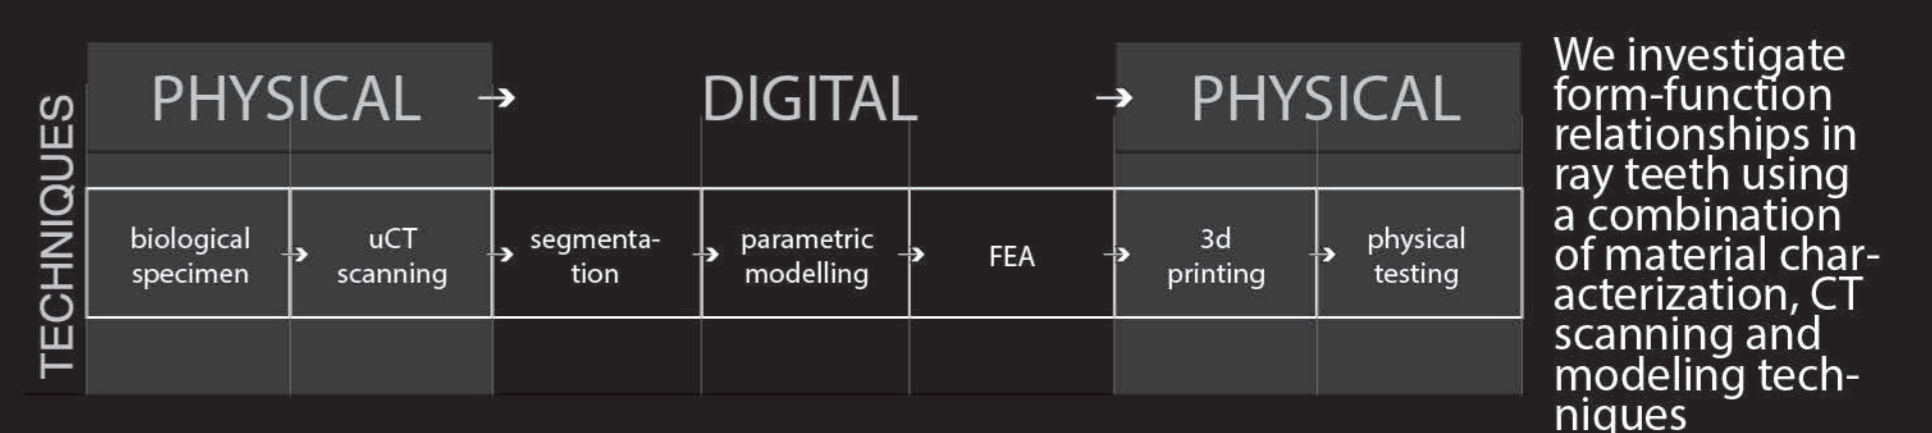 TECHNIQUES
PHYSICAL → DIGITAL → PHYSICAL
biological
specimen
→
uCT
scanning
→
segmenta-
tion
→
parametric
modelling
→
FEA
→
3d
printing
→
physical
testing
We investigate
form-function
relationships in
ray teeth using
a combination
of material char-
acterization, CT
scanning and
modeling tech-
niques